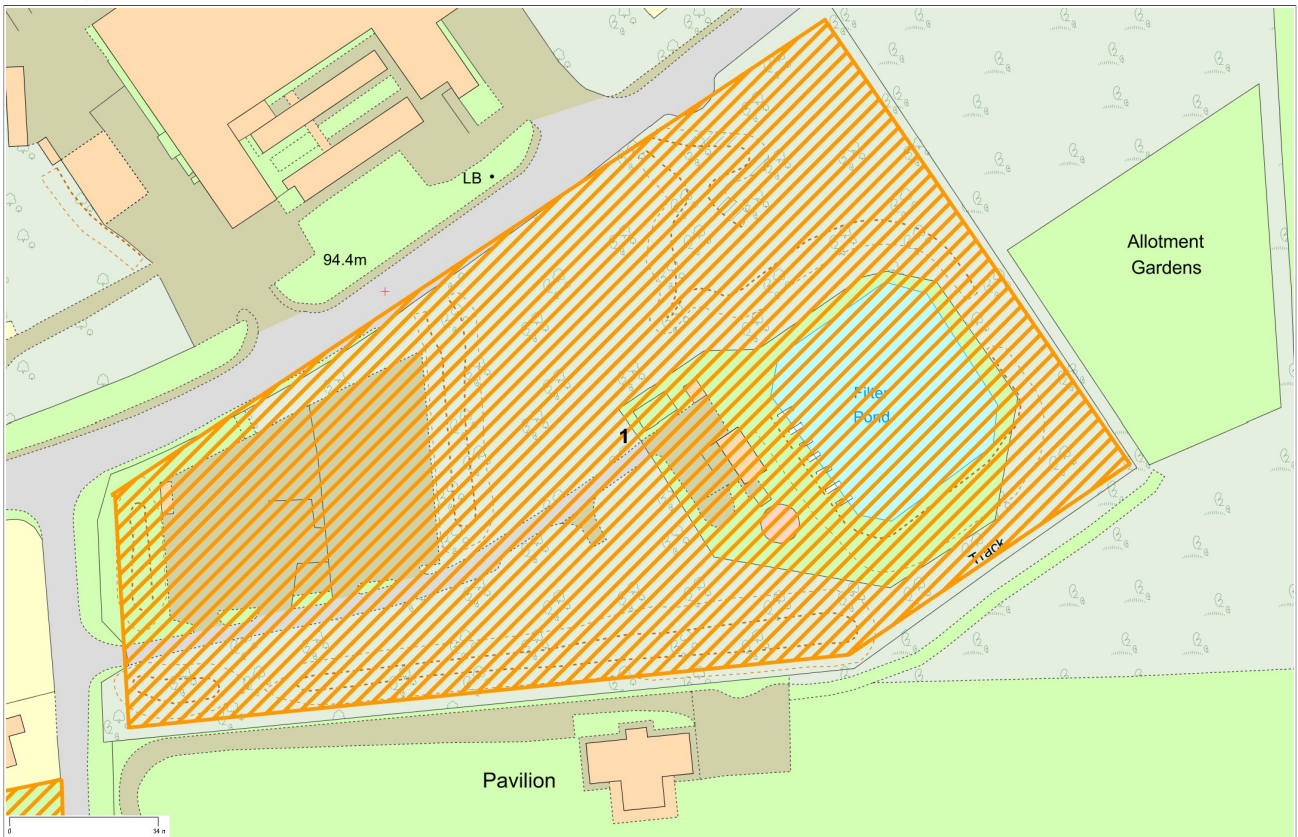 LB
94.4m
Allotment
Gardens
Filter
Pond
1
Track
Pavilion
0
34 m